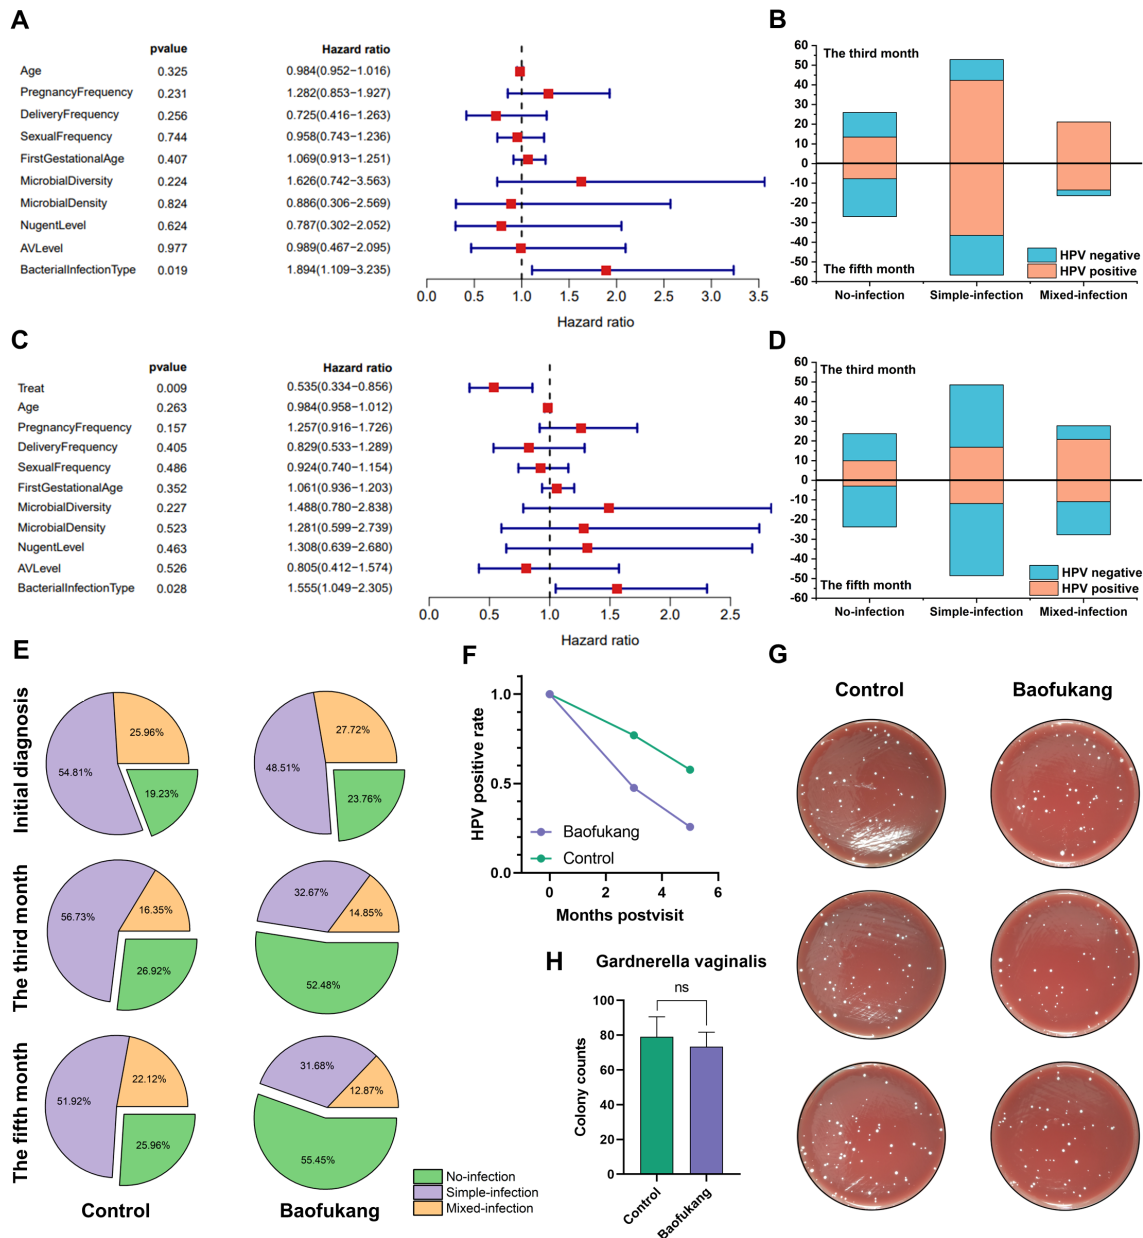 A
pvalue Hazard ratio
Age 0.325 0.984(0.952−1.016)
PregnancyFrequency 0.231 1.282(0.853−1.927)
DeliveryFrequency 0.256 0.725(0.416−1.263)
SexualFrequency 0.744 0.958(0.743−1.236)
FirstGestationalAge 0.407 1.069(0.913−1.251)
MicrobialDiversity 0.224 1.626(0.742−3.563)
MicrobialDensity 0.824 0.886(0.306−2.569)
NugentLevel 0.624 0.787(0.302−2.052)
AVLevel 0.977 0.989(0.467−2.095)
BacterialInfectionType 0.019 1.894(1.109−3.235)
0.0 0.5 1.0 1.5 2.0 2.5 3.0 3.5
Hazard ratio
B
60
50
40
30
20
10
0
-10
-20
-30
-40
-50
-60
The third month
The fifth month
HPV negative
HPV positive
No-infection Simple-infection Mixed-infection
C
pvalue Hazard ratio
Treat 0.009 0.535(0.334−0.856)
Age 0.263 0.984(0.958−1.012)
PregnancyFrequency 0.157 1.257(0.916−1.726)
DeliveryFrequency 0.405 0.829(0.533−1.289)
SexualFrequency 0.486 0.924(0.740−1.154)
FirstGestationalAge 0.352 1.061(0.936−1.203)
MicrobialDiversity 0.227 1.488(0.780−2.838)
MicrobialDensity 0.523 1.281(0.599−2.739)
NugentLevel 0.463 1.308(0.639−2.680)
AVLevel 0.526 0.805(0.412−1.574)
BacterialInfectionType 0.028 1.555(1.049−2.305)
0.0 0.5 1.0 1.5 2.0 2.5
Hazard ratio
D
60
50
40
30
20
10
0
-10
-20
-30
-40
-50
-60
The third month
The fifth month
HPV negative
HPV positive
No-infection Simple-infection Mixed-infection
E
Initial diagnosis
25.96%
54.81%
19.23%
27.72%
48.51%
23.76%
The third month
56.73%
16.35%
26.92%
32.67%
14.85%
52.48%
The fifth month
22.12%
51.92%
25.96%
31.68%
12.87%
55.45%
Control Baofukang
No-infection
Simple-infection
Mixed-infection
F
HPV positive rate
1.0
0.5
0.0
Baofukang
Control
0 2 4 6
Months postvisit
G
Control Baofukang
H
Gardnerella vaginalis
ns
Colony counts
100
80
60
40
20
0
Control
Baofukang